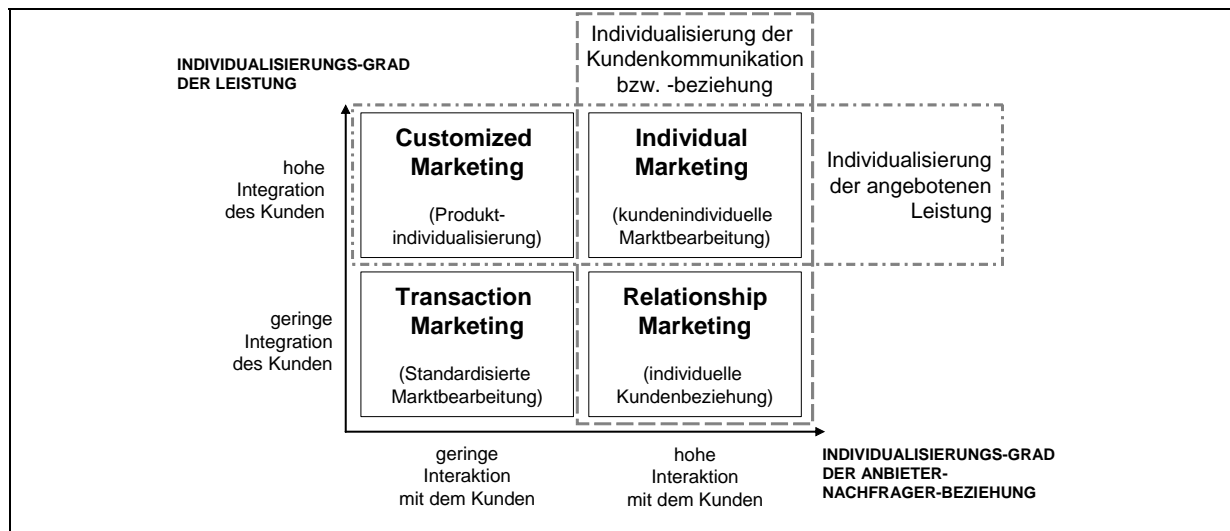 Individualisierung der
Kundenkommunikation
bzw. -beziehung
INDIVIDUALISIERUNGS-GRAD
DER LEISTUNG
hohe
Integration
des Kunden
Customized
Marketing
(Produkt-
individualisierung)
Individual
Marketing
(kundenindividuelle
Marktbearbeitung)
Individualisierung
der angebotenen
Leistung
geringe
Integration
des Kunden
Transaction
Marketing
(Standardisierte
Marktbearbeitung)
Relationship
Marketing
(individuelle
Kundenbeziehung)
geringe
Interaktion
mit dem Kunden
hohe
Interaktion
mit dem Kunden
INDIVIDUALISIERUNGS-GRAD
DER ANBIETER-
NACHFRAGER-BEZIEHUNG